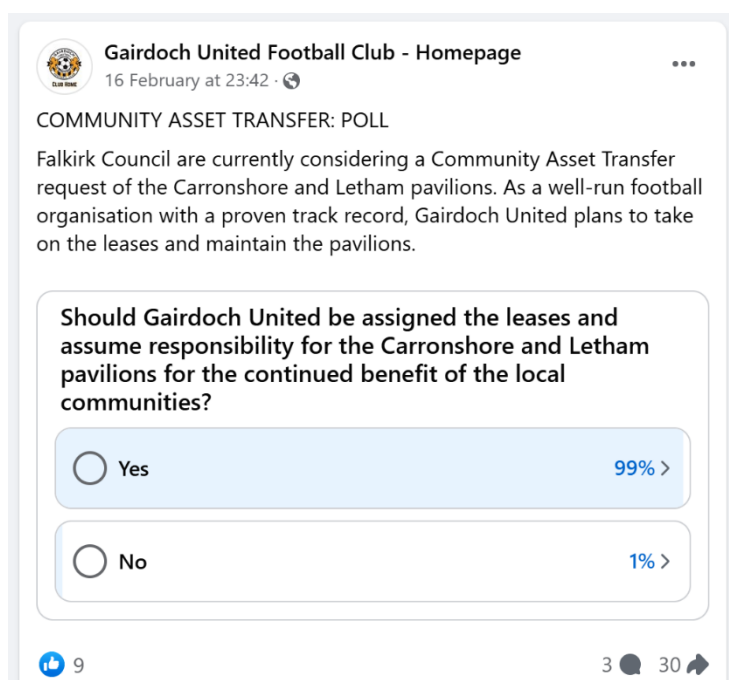 Gairdoch United Football Club - Homepage
16 February at 23:42 ·
COMMUNITY ASSET TRANSFER: POLL
Falkirk Council are currently considering a Community Asset Transfer
request of the Carronshore and Letham pavilions. As a well-run football
organisation with a proven track record, Gairdoch United plans to take
on the leases and maintain the pavilions.
Should Gairdoch United be assigned the leases and
assume responsibility for the Carronshore and Letham
pavilions for the continued benefit of the local
communities?
Yes 99%
No 1%
9 3 30